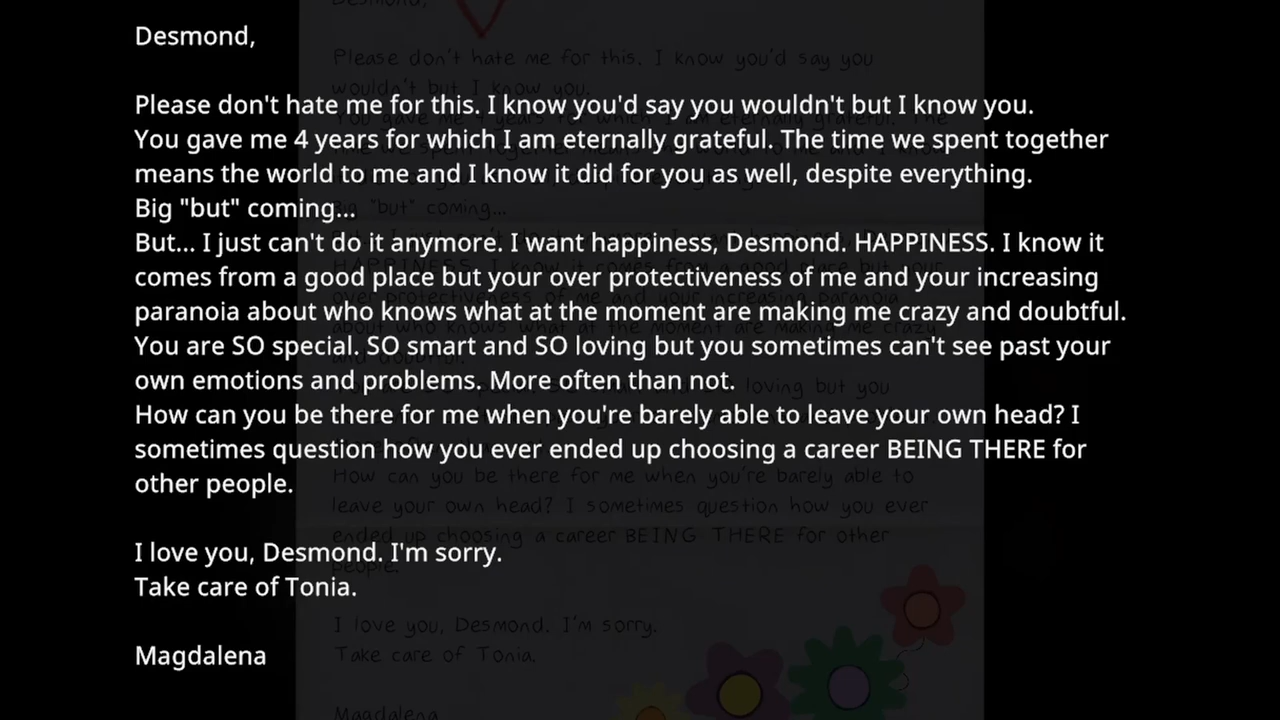 Desmond,
Please don't hate me for this. I know you'd say you wouldn't but I know you.
You gave me 4 years for which I am eternally grateful. The time we spent together
means the world to me and I know it did for you as well, despite everything.
Big "but" coming...
But... I just can't do it anymore. I want happiness, Desmond. HAPPINESS. I know it
comes from a good place but your over protectiveness of me and your increasing
paranoia about who knows what at the moment are making me crazy and doubtful.
You are SO special. SO smart and SO loving but you sometimes can't see past your
own emotions and problems. More often than not.
How can you be there for me when you're barely able to leave your own head? I
sometimes question how you ever ended up choosing a career BEING THERE for
other people.
I love you, Desmond. I'm sorry.
Take care of Tonia.
Magdalena